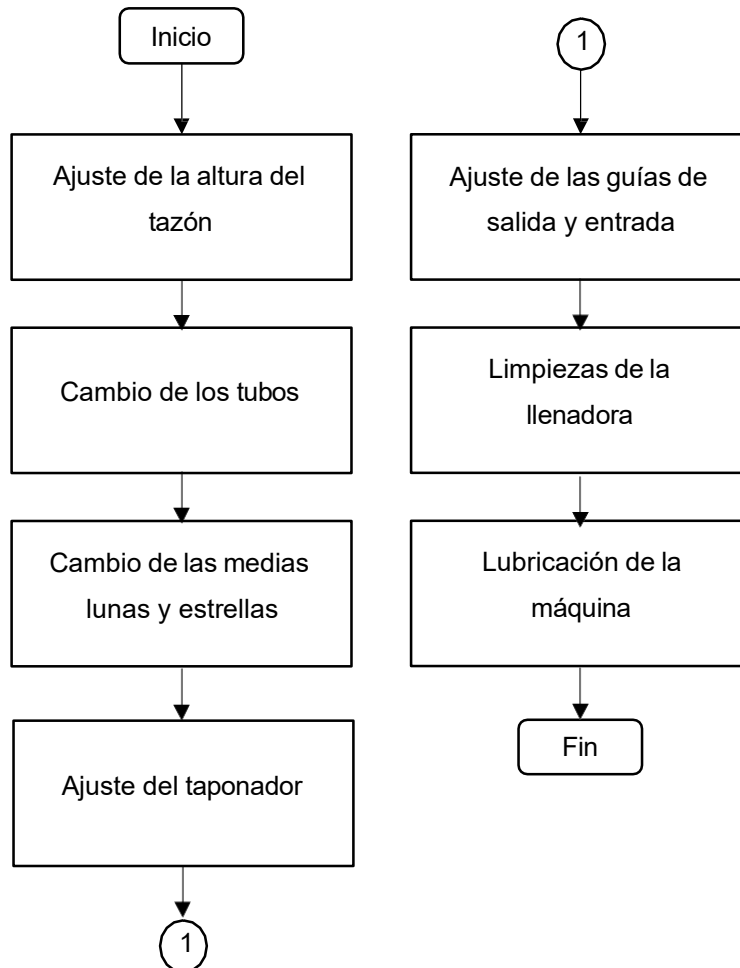 Inicio
Ajuste de la altura del
tazón
Cambio de los tubos
Cambio de las medias
lunas y estrellas
Ajuste del taponador
1
1
Ajuste de las guías de
salida y entrada
Limpiezas de la
llenadora
Lubricación de la
máquina
Fin